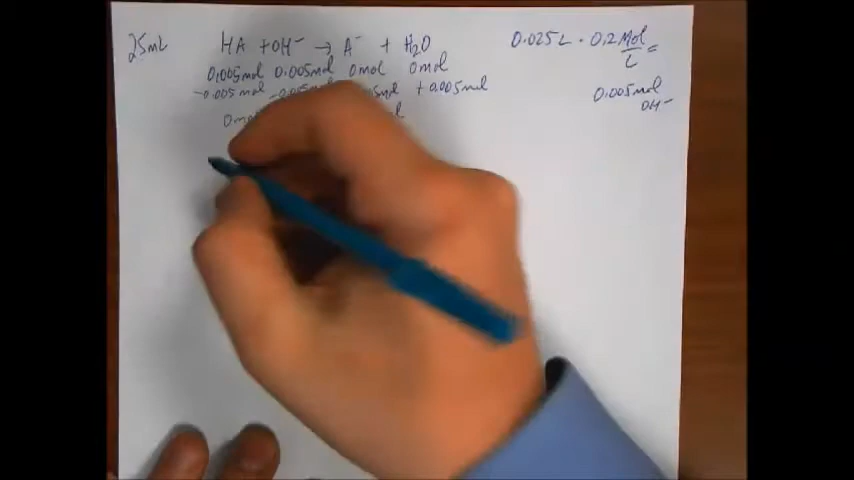 25mL HA + OH⁻ → A⁻ + H₂O 0.025L · 0.2 Mol/L =
0.005mol 0.005mol 0mol 0mol
-0.005mol +0.005mol 0.005mol
OH⁻